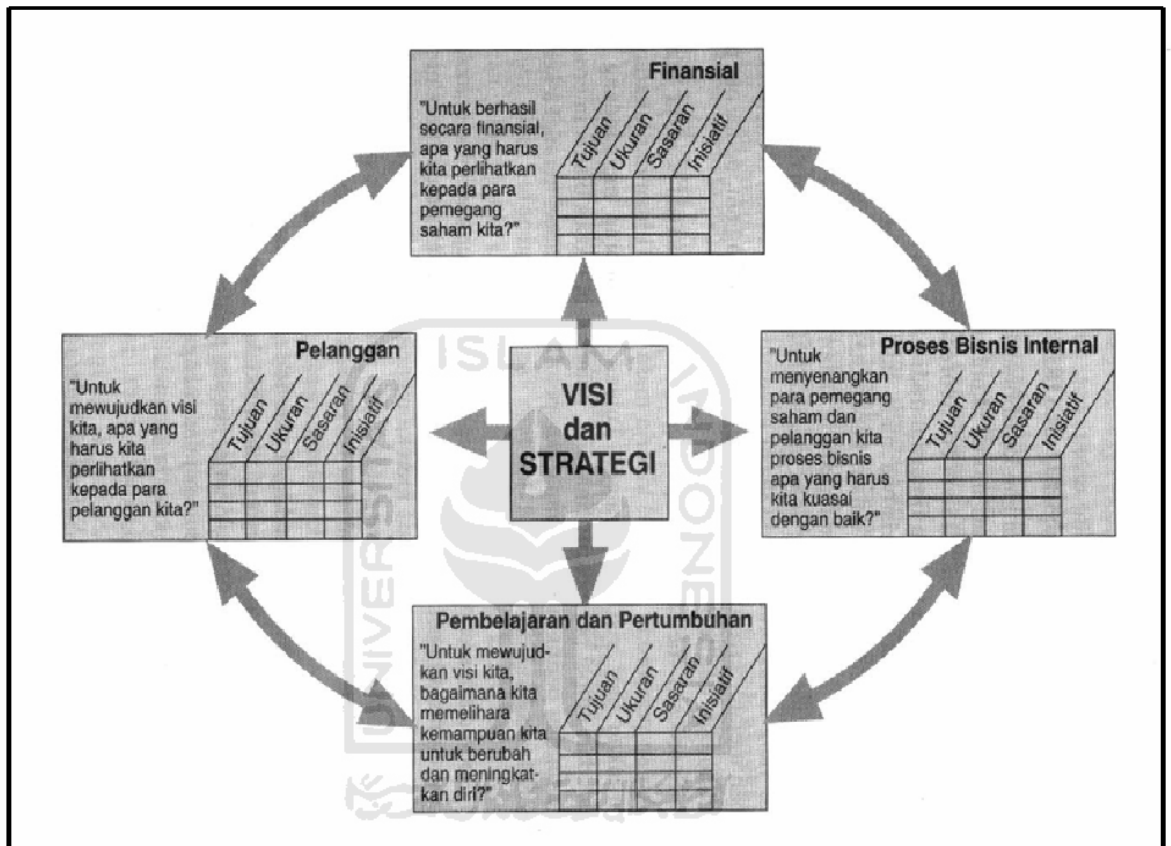 Finansial
"Untuk berhasil
secara finansial,
apa yang harus
kita perlihatkan
kepada para
pemegang
saham kita?"
Tujuan
Ukuran
Sasaran
Inisiatif
Pelanggan
"Untuk
mewujudkan visi
kita, apa yang
harus kita
perlihatkan
kepada para
pelanggan kita?"
Tujuan
Ukuran
Sasaran
Inisiatif
VISI
dan
STRATEGI
Proses Bisnis Internal
"Untuk
menyenangkan
para pemegang
saham dan
pelanggan kita
proses bisnis
apa yang harus
kita kuasai
dengan baik?"
Tujuan
Ukuran
Sasaran
Inisiatif
Pembelajaran dan Pertumbuhan
"Untuk mewujud-
kan visi kita,
bagaimana kita
memelihara
kemampuan kita
untuk berubah
dan meningkat-
kan diri?"
Tujuan
Ukuran
Sasaran
Inisiatif
ISLAM
UNIVERSITAS
INDONESIA